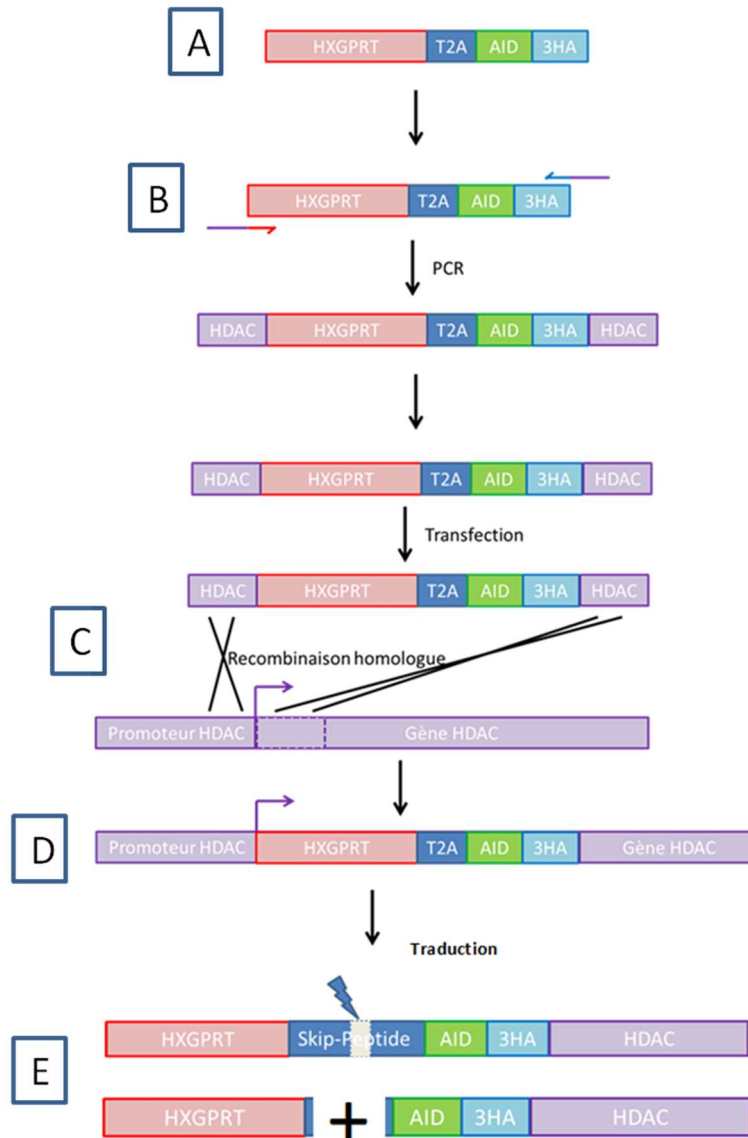 A
HXGPRT T2A AID 3HA
B
HXGPRT T2A AID 3HA
PCR
HDAC HXGPRT T2A AID 3HA HDAC
HDAC HXGPRT T2A AID 3HA HDAC
Transfection
HDAC HXGPRT T2A AID 3HA HDAC
C
Recombinaison homologue
Promoteur HDAC Gène HDAC
D
Promoteur HDAC HXGPRT T2A AID 3HA Gène HDAC
Traduction
E
HXGPRT Skip-Peptide AID 3HA HDAC
HXGPRT + AID 3HA HDAC